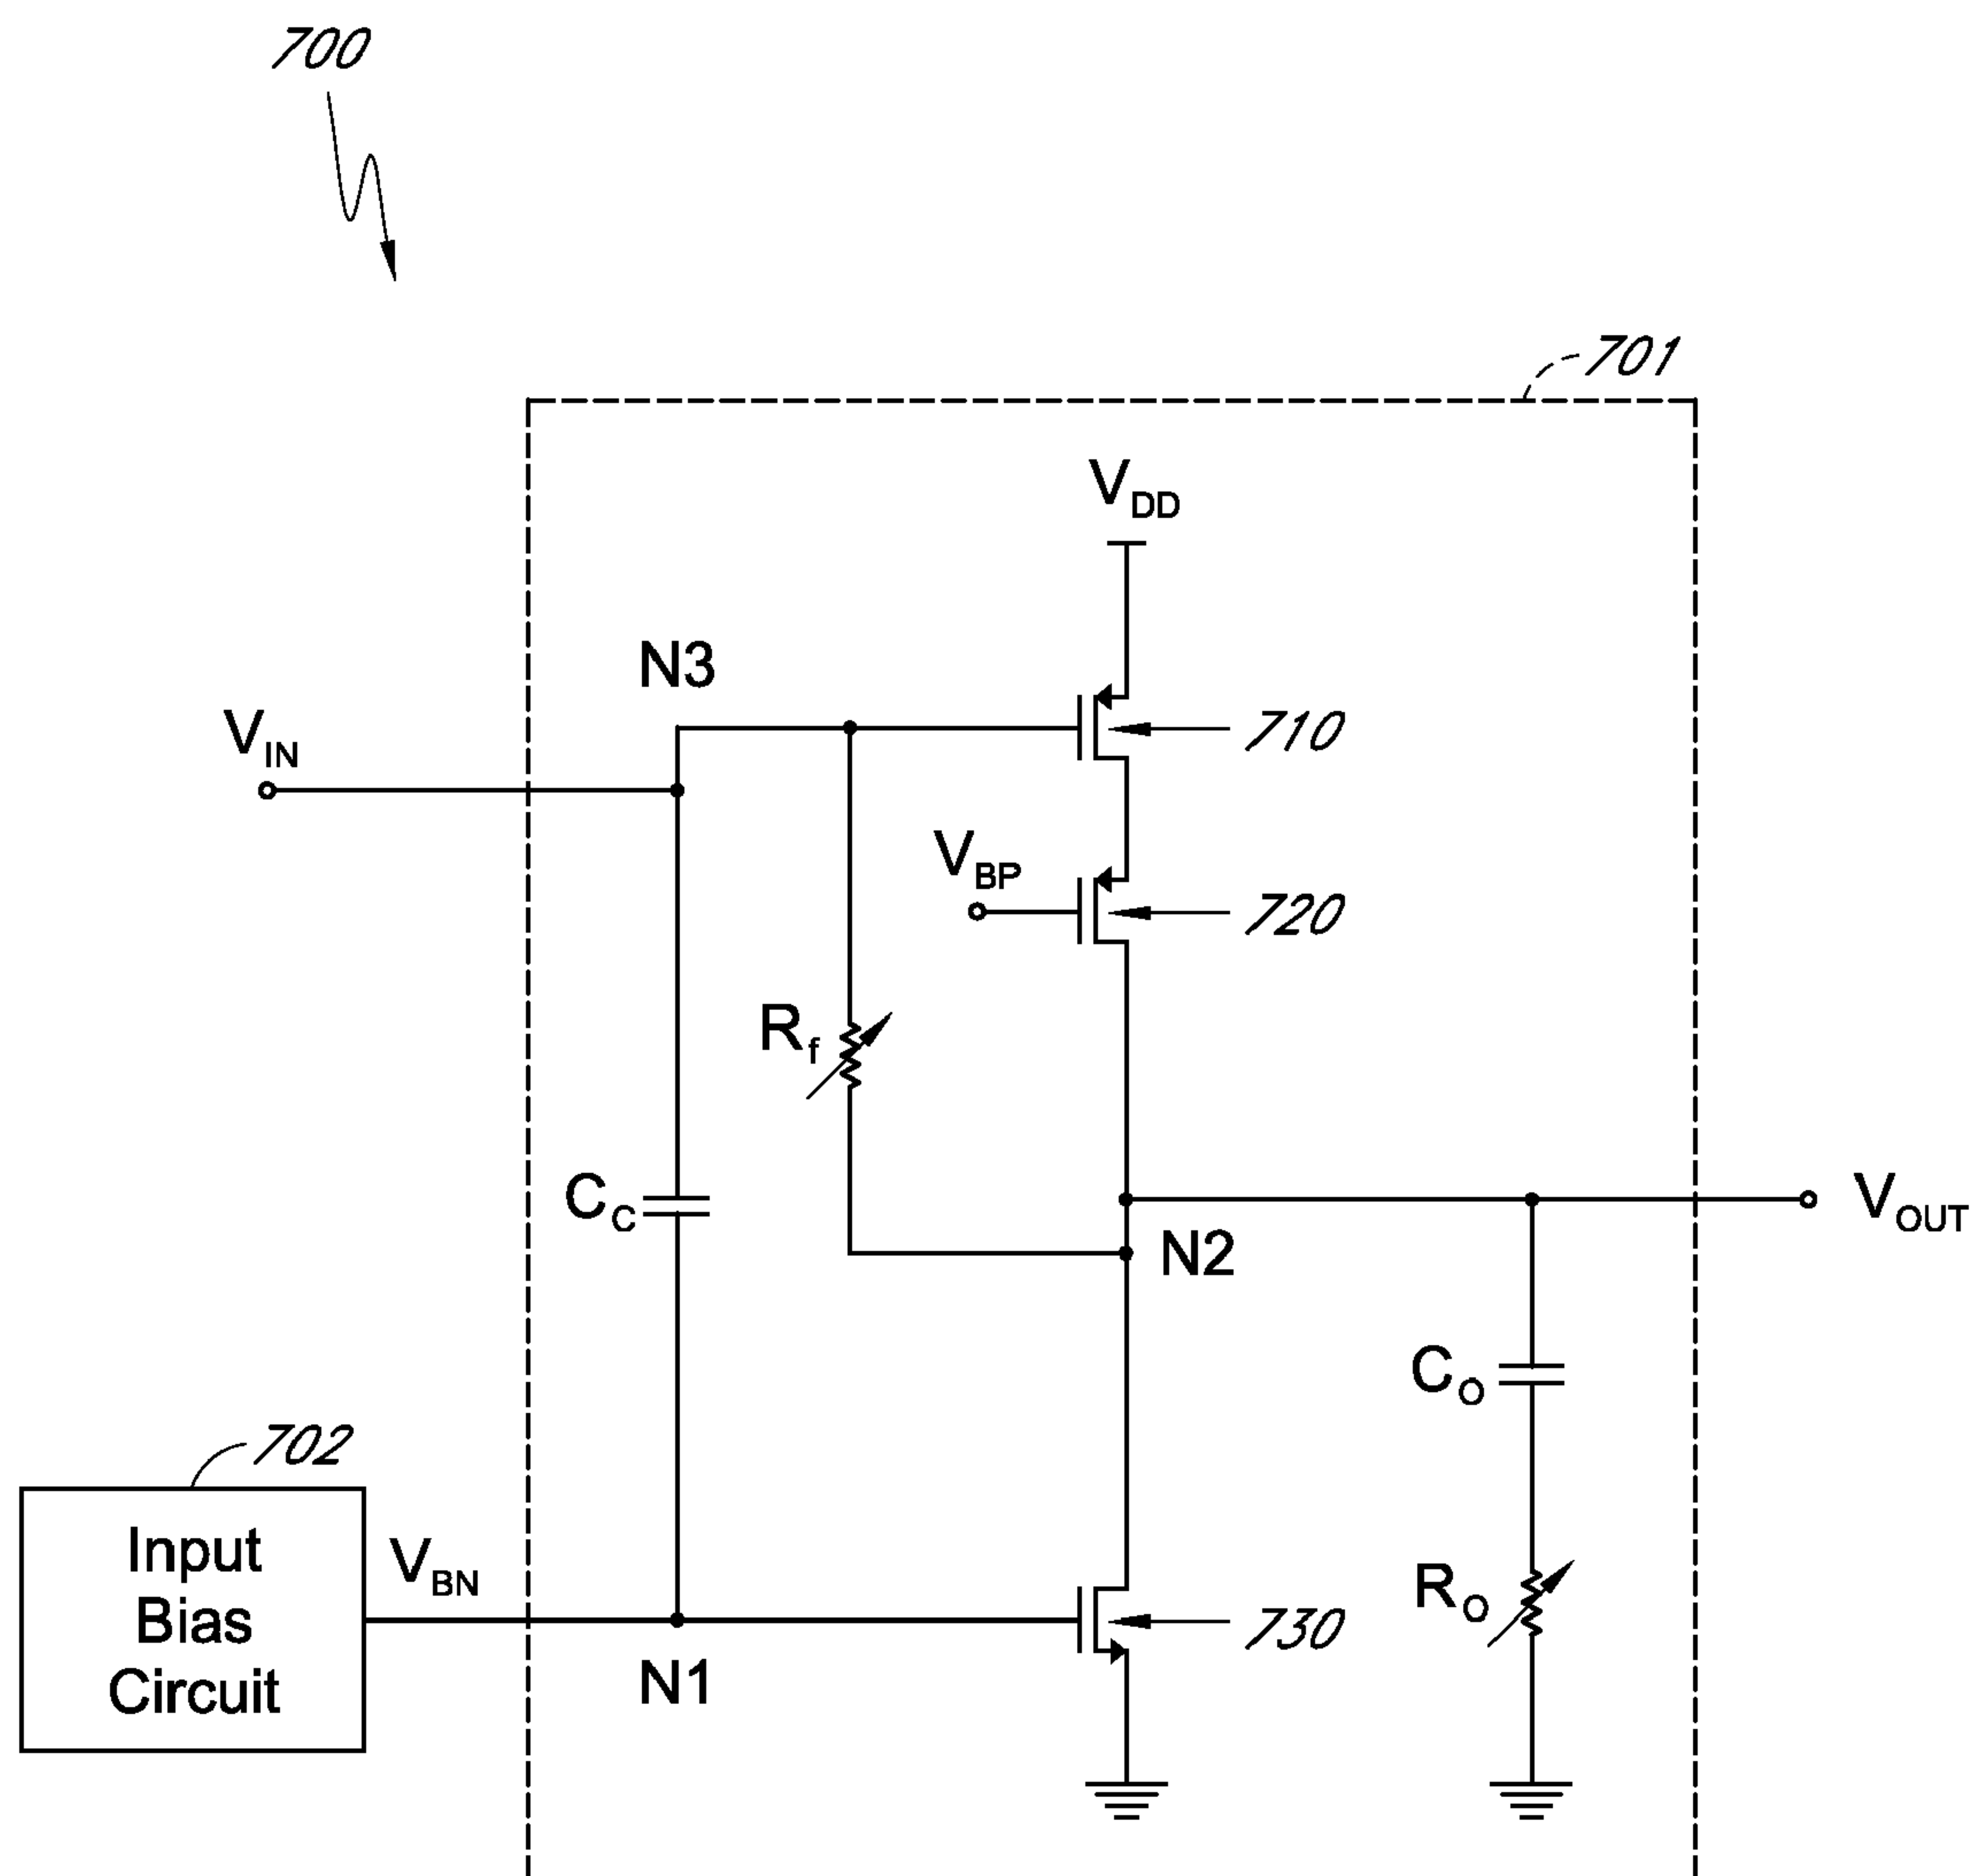 700
701
VDD
N3
VIN
710
VBP
720
Rf
CC
VOUT
N2
CO
702
Input
Bias
Circuit
VBN
RO
730
N1